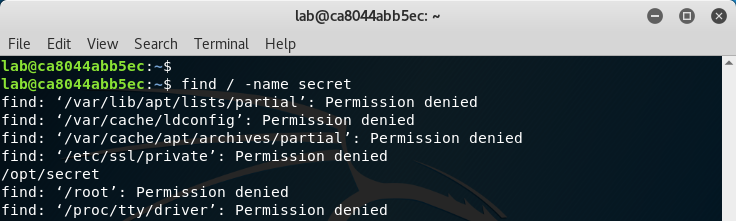 lab@ca8044abb5ec: ~
File Edit View Search Terminal Help
lab@ca8044abb5ec:~$
lab@ca8044abb5ec:~$ find / -name secret
find: ‘/var/lib/apt/lists/partial’: Permission denied
find: ‘/var/cache/ldconfig’: Permission denied
find: ‘/var/cache/apt/archives/partial’: Permission denied
find: ‘/etc/ssl/private’: Permission denied
/opt/secret
find: ‘/root’: Permission denied
find: ‘/proc/tty/driver’: Permission denied